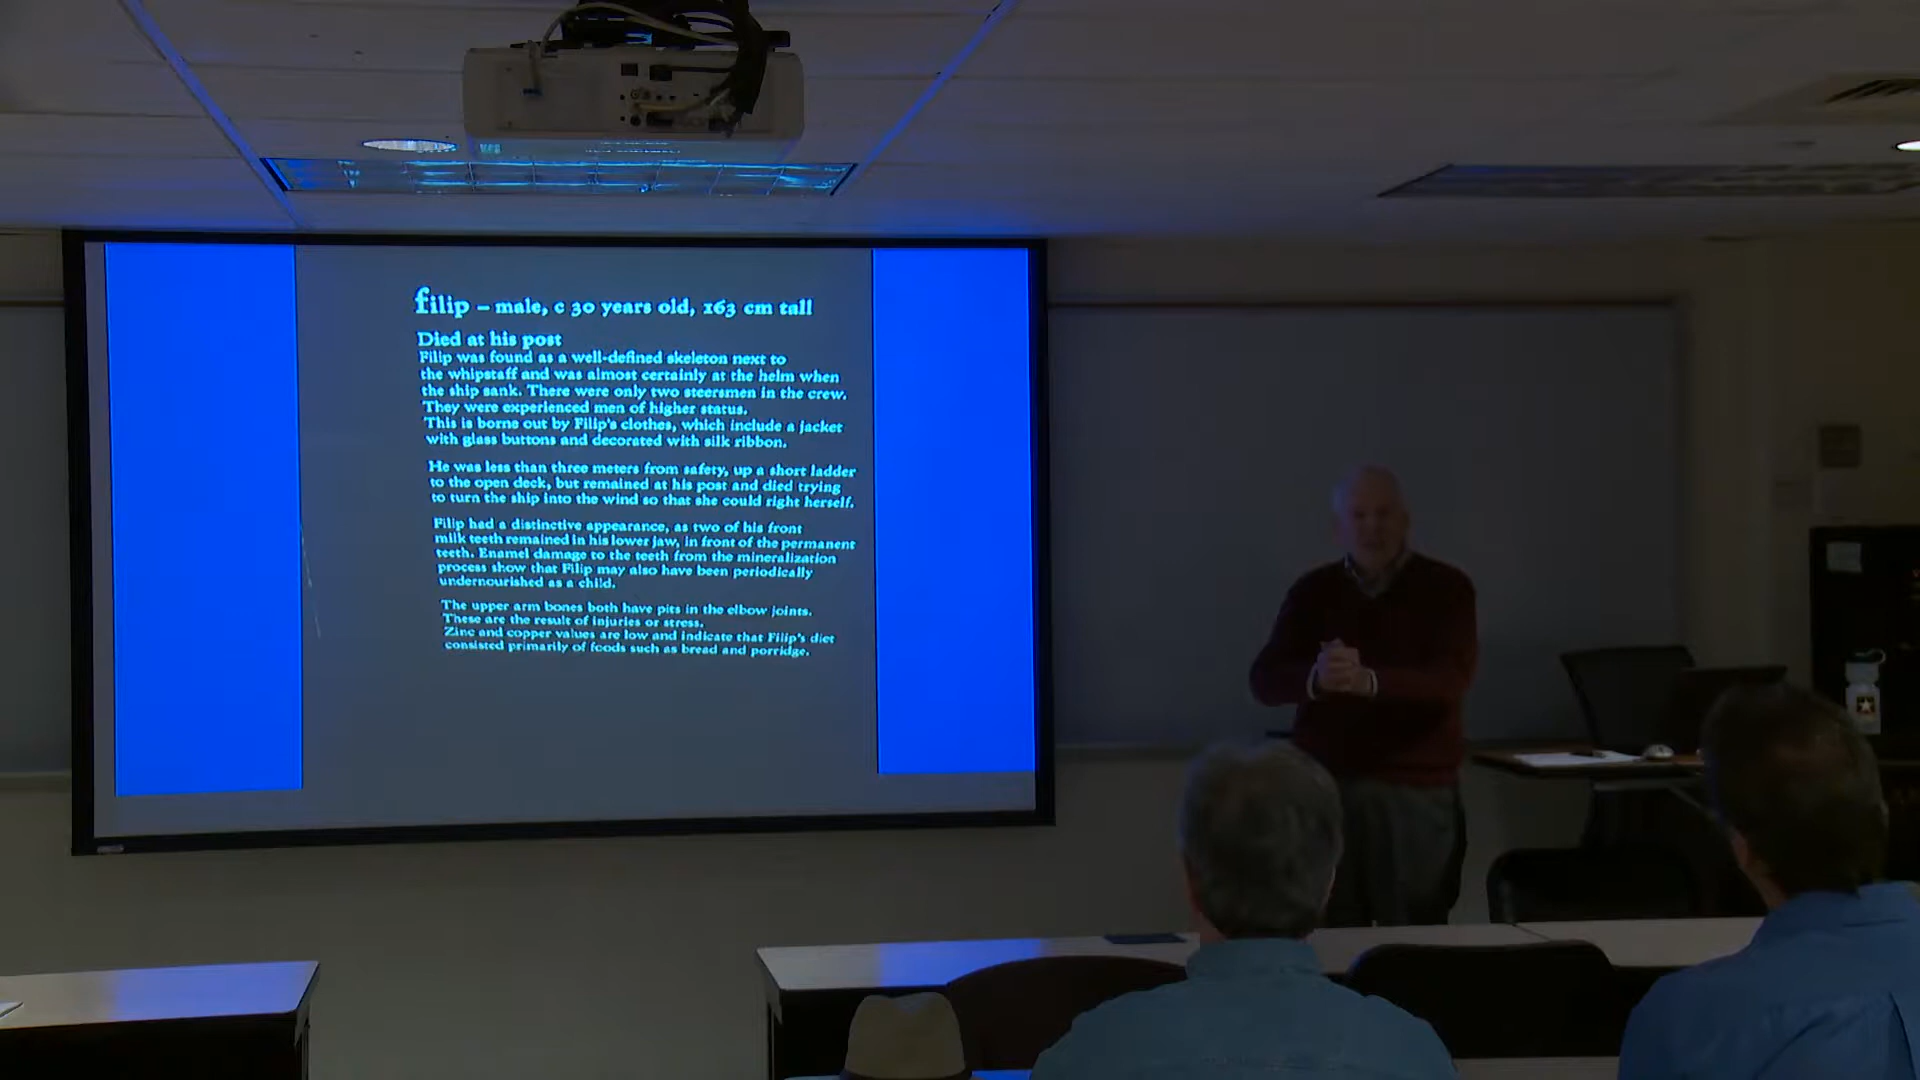 filip – male, c 30 years old, 163 cm tall
Died at his post
Filip was found as a well-defined skeleton next to
the whipstaff and was almost certainly at the helm when
the ship sank. There were only two steersmen in the crew.
They were experienced men of higher status.
This is borne out by Filip's clothes, which include a jacket
with glass buttons and decorated with silk ribbon.
He was less than three meters from safety, up a short ladder
to the open deck, but remained at his post and died trying
to turn the ship into the wind so that she could right herself.
Filip had a distinctive appearance, as two of his front
milk teeth remained in his lower jaw, in front of the permanent
teeth. Enamel damage to the teeth from the mineralization
process show that Filip may also have been periodically
undernourished as a child.
The upper arm bones both have pits in the elbow joints.
These are the result of injuries or stress.
Zinc and copper values are low and indicate that Filip's diet
consisted primarily of foods such as bread and porridge.